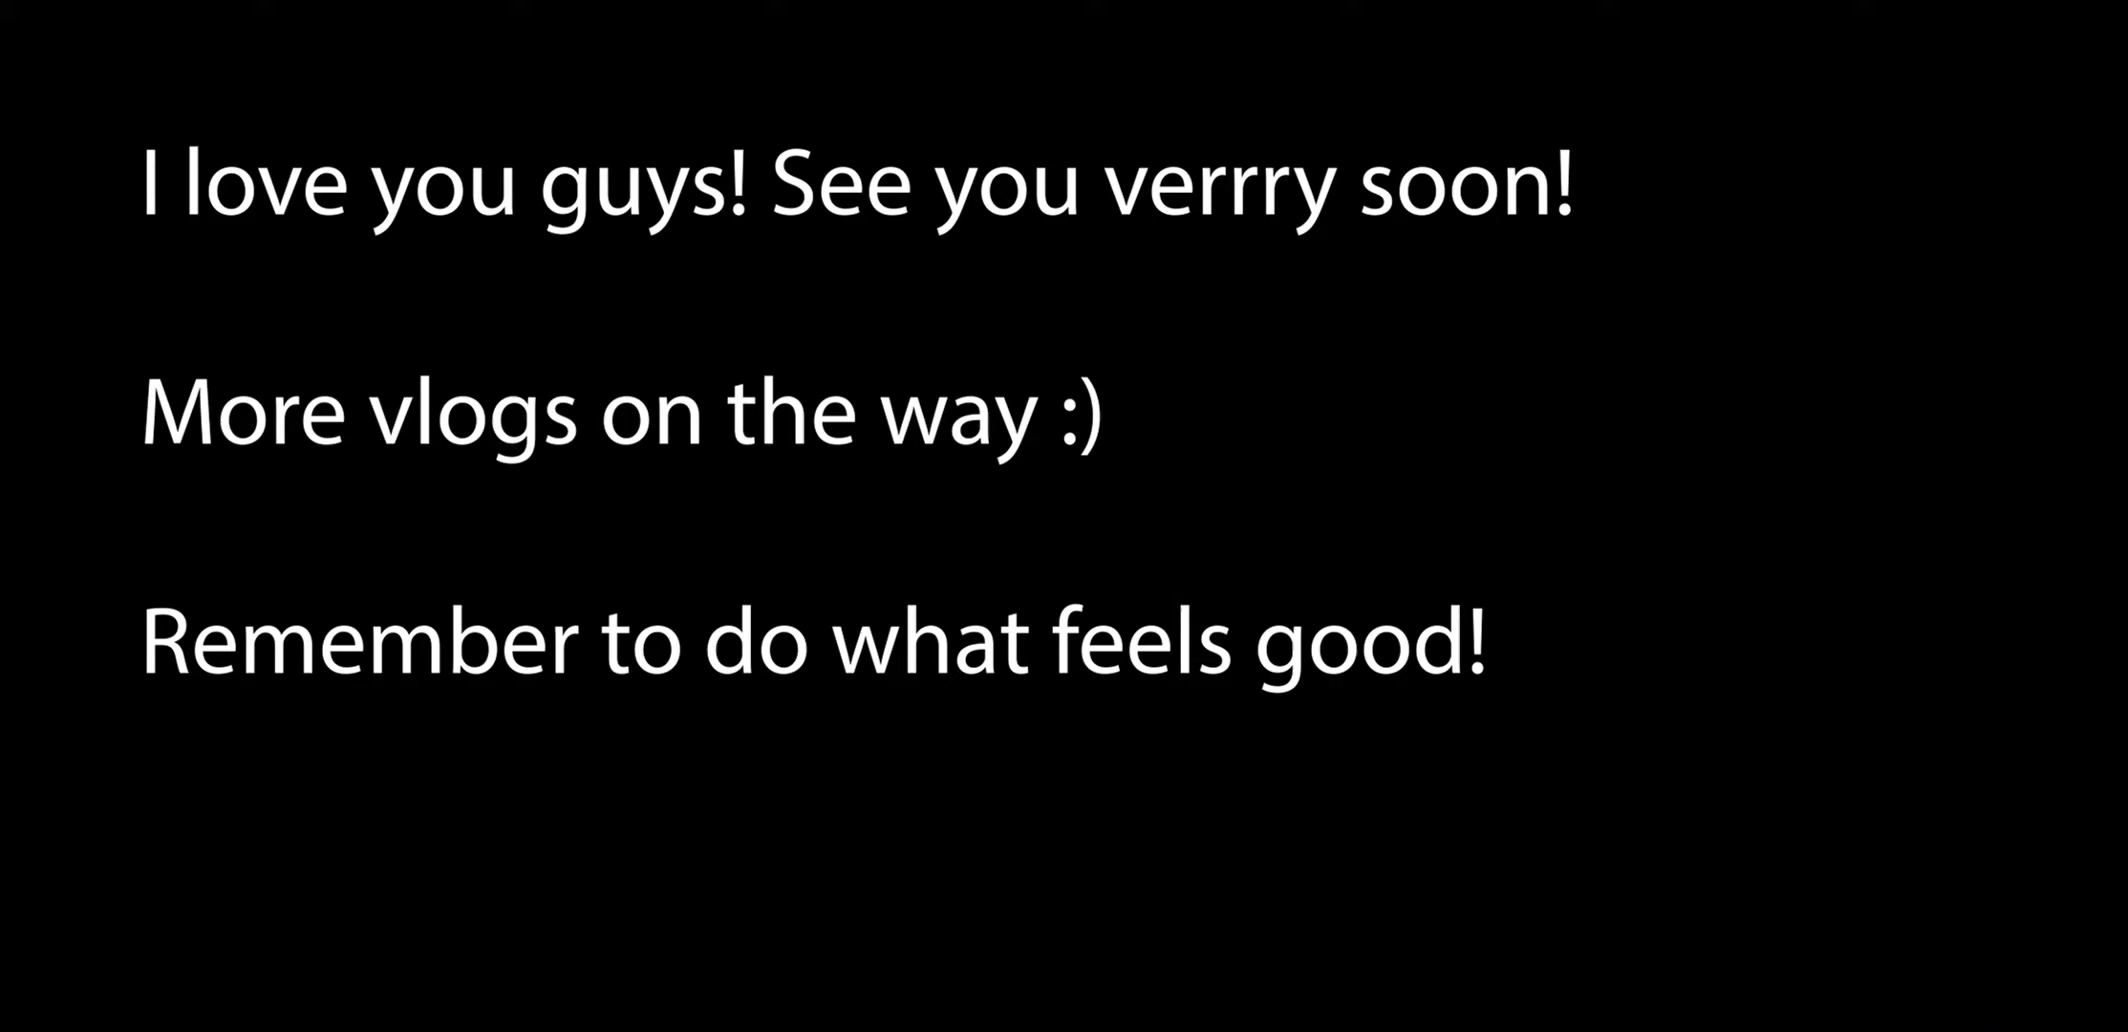 I love you guys! See you verrry soon!
More vlogs on the way :)
Remember to do what feels good!